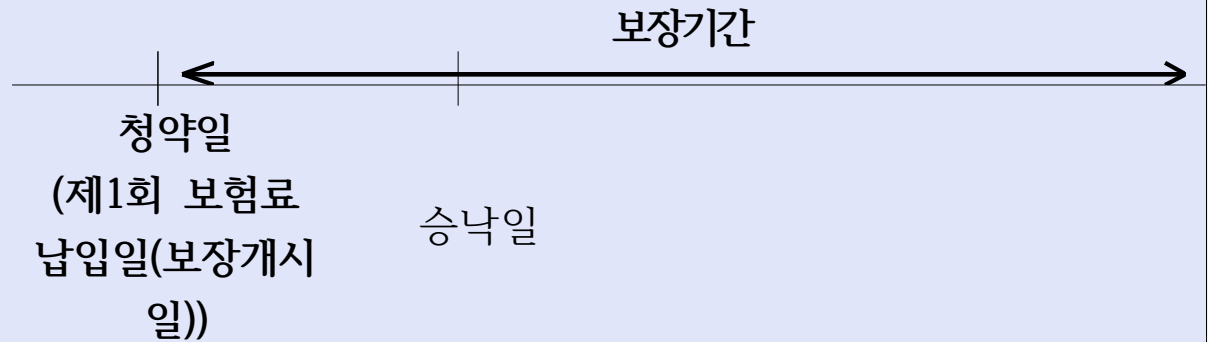 보장기간
청약일
(제1회 보험료
납입일(보장개시
일))
승낙일